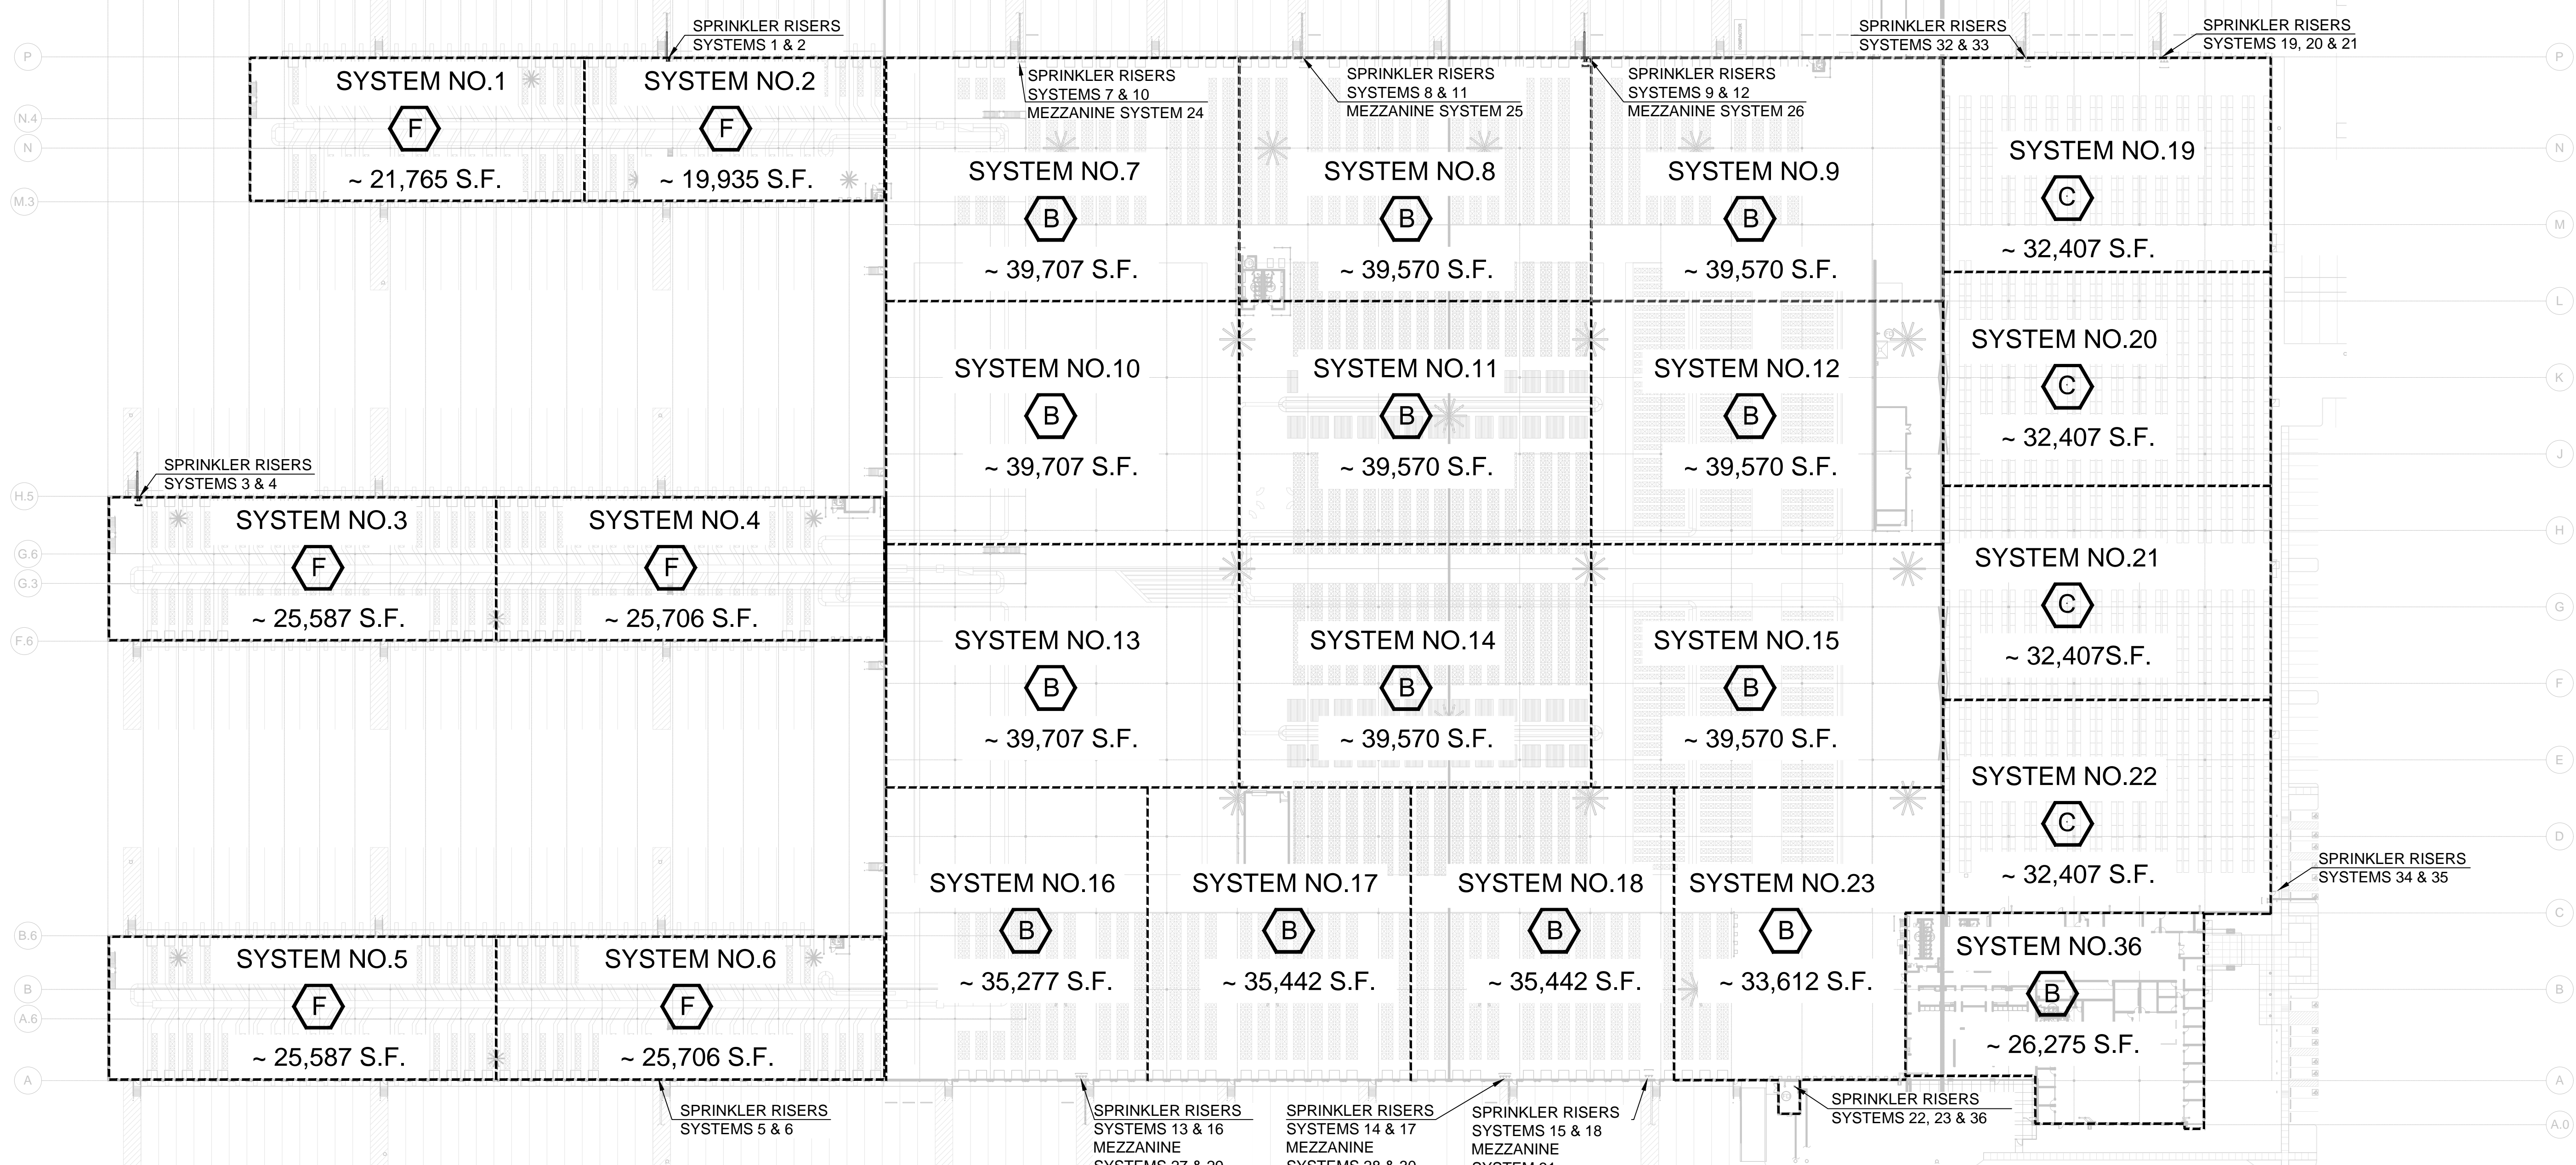 SPRINKLER RISERS
SYSTEMS 1 & 2
SPRINKLER RISERS
SYSTEMS 32 & 33
SPRINKLER RISERS
SYSTEMS 19, 20 & 21
P
P
SYSTEM NO.1
F
~ 21,765 S.F.
SYSTEM NO.2
F
~ 19,935 S.F.
SPRINKLER RISERS
SYSTEMS 7 & 10
MEZZANINE SYSTEM 24
SPRINKLER RISERS
SYSTEMS 8 & 11
MEZZANINE SYSTEM 25
SPRINKLER RISERS
SYSTEMS 9 & 12
MEZZANINE SYSTEM 26
N.4
N
N
M.3
M
SYSTEM NO.7
B
~ 39,707 S.F.
SYSTEM NO.8
B
~ 39,570 S.F.
SYSTEM NO.9
B
~ 39,570 S.F.
SYSTEM NO.19
C
~ 32,407 S.F.
L
SYSTEM NO.10
B
~ 39,707 S.F.
SYSTEM NO.11
B
~ 39,570 S.F.
SYSTEM NO.12
B
~ 39,570 S.F.
SYSTEM NO.20
C
~ 32,407 S.F.
K
J
SPRINKLER RISERS
SYSTEMS 3 & 4
H.5
H
G.6
G.3
G
F.6
F
SYSTEM NO.3
F
~ 25,587 S.F.
SYSTEM NO.4
F
~ 25,706 S.F.
SYSTEM NO.13
B
~ 39,707 S.F.
SYSTEM NO.14
B
~ 39,570 S.F.
SYSTEM NO.15
B
~ 39,570 S.F.
SYSTEM NO.21
C
~ 32,407S.F.
E
SYSTEM NO.22
C
~ 32,407 S.F.
D
SPRINKLER RISERS
SYSTEMS 34 & 35
C
B.6
B
B
A.6
A
A
A.0
SYSTEM NO.5
F
~ 25,587 S.F.
SYSTEM NO.6
F
~ 25,706 S.F.
SYSTEM NO.16
B
~ 35,277 S.F.
SYSTEM NO.17
B
~ 35,442 S.F.
SYSTEM NO.18
B
~ 35,442 S.F.
SYSTEM NO.23
B
~ 33,612 S.F.
SYSTEM NO.36
B
~ 26,275 S.F.
SPRINKLER RISERS
SYSTEMS 5 & 6
SPRINKLER RISERS
SYSTEMS 13 & 16
MEZZANINE
SPRINKLER RISERS
SYSTEMS 14 & 17
MEZZANINE
SPRINKLER RISERS
SYSTEMS 15 & 18
MEZZANINE
SPRINKLER RISERS
SYSTEMS 22, 23 & 36